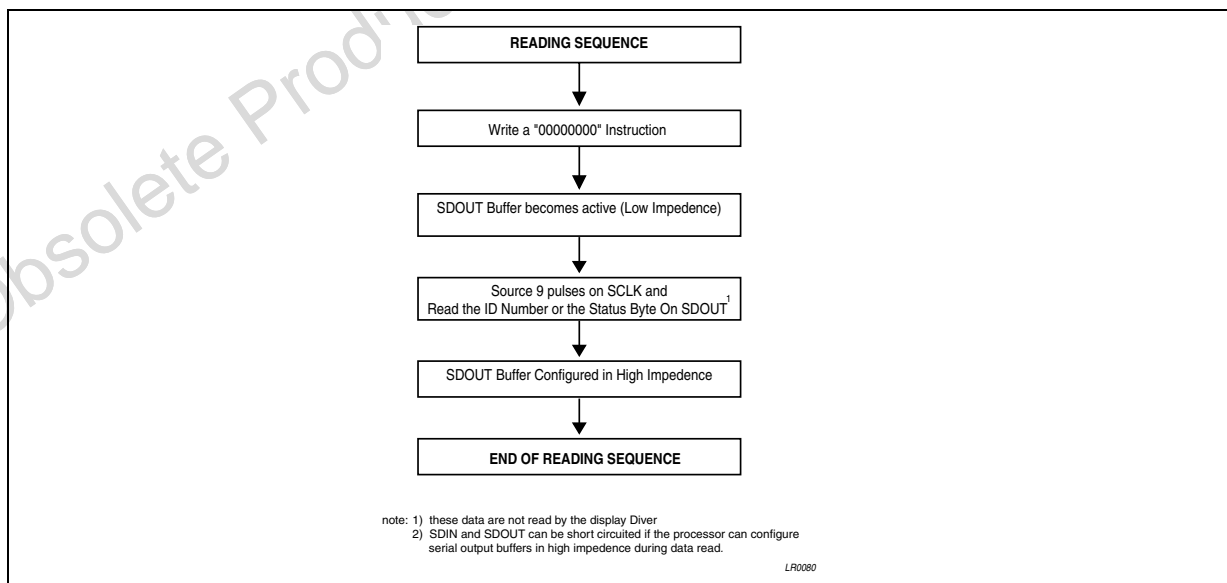 READING SEQUENCE
Write a "00000000" Instruction
SDOUT Buffer becomes active (Low Impedence)
Source 9 pulses on SCLK and
Read the ID Number or the Status Byte On SDOUT1
SDOUT Buffer Configured in High Impedence
END OF READING SEQUENCE
note: 1) these data are not read by the display Diver
2) SDIN and SDOUT can be short circuited if the processor can configure
serial output buffers in high impedence during data read.
LR0080
Obsolete